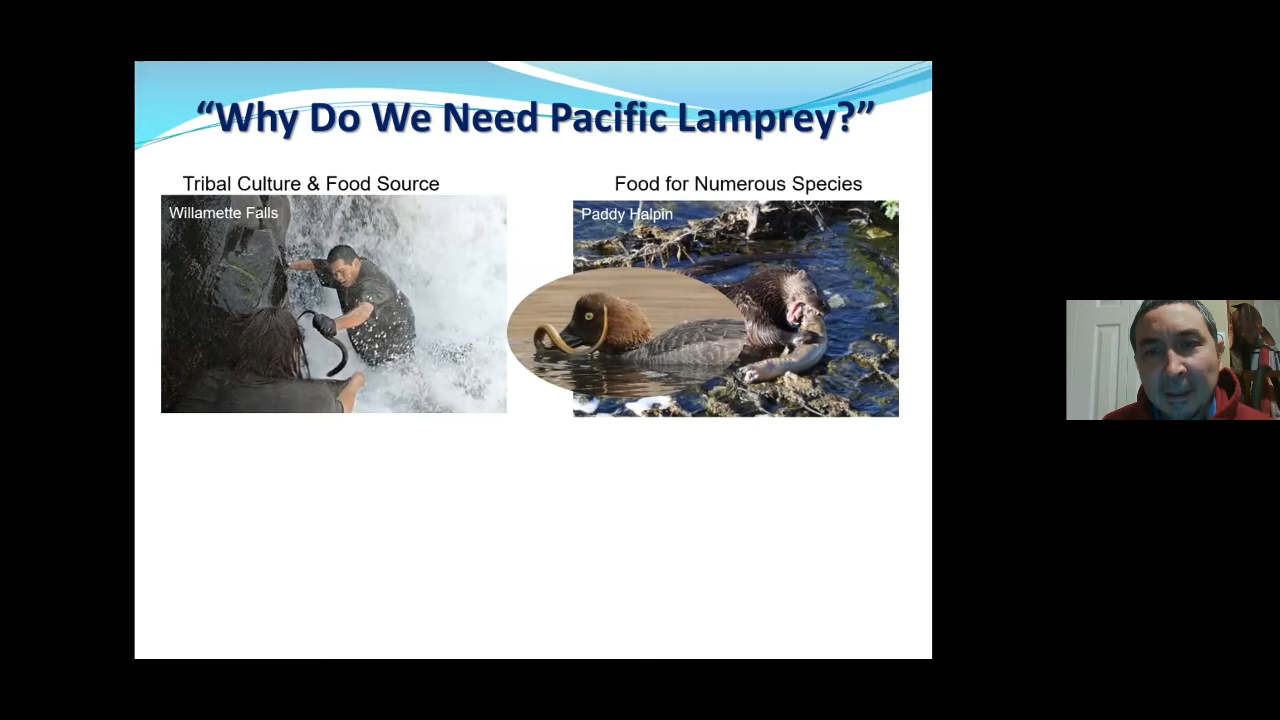 “Why Do We Need Pacific Lamprey?”
Tribal Culture & Food Source
Food for Numerous Species
Willamette Falls
Paddy Halpin